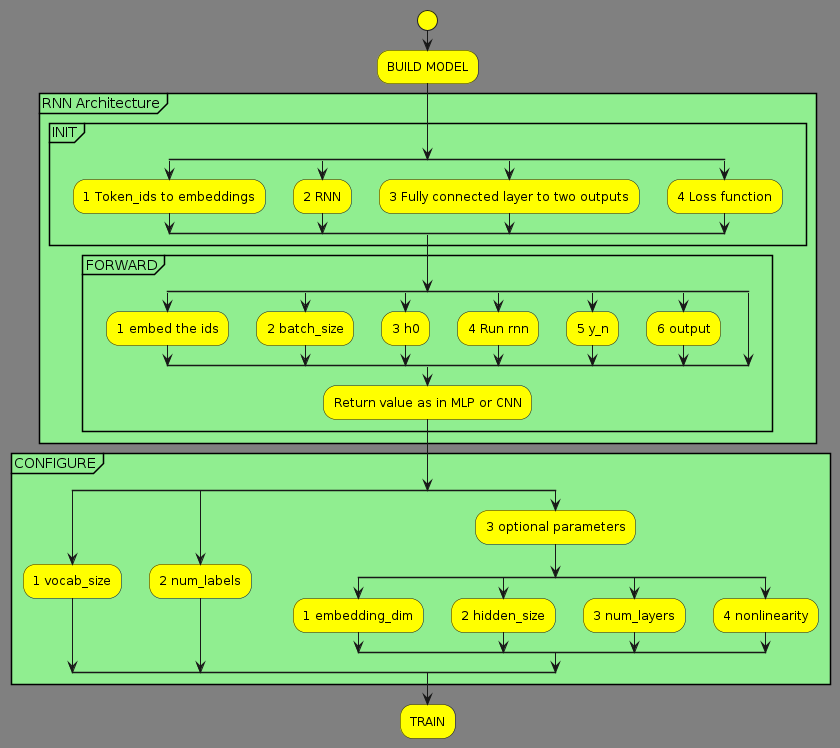 BUILD MODEL
RNN Architecture
INIT
1 Token_ids to embeddings
2 RNN
3 Fully connected layer to two outputs
4 Loss function
FORWARD
1 embed the ids
2 batch_size
3 h0
4 Run rnn
5 y_n
6 output
Return value as in MLP or CNN
CONFIGURE
3 optional parameters
1 vocab_size
2 num_labels
1 embedding_dim
2 hidden_size
3 num_layers
4 nonlinearity
TRAIN